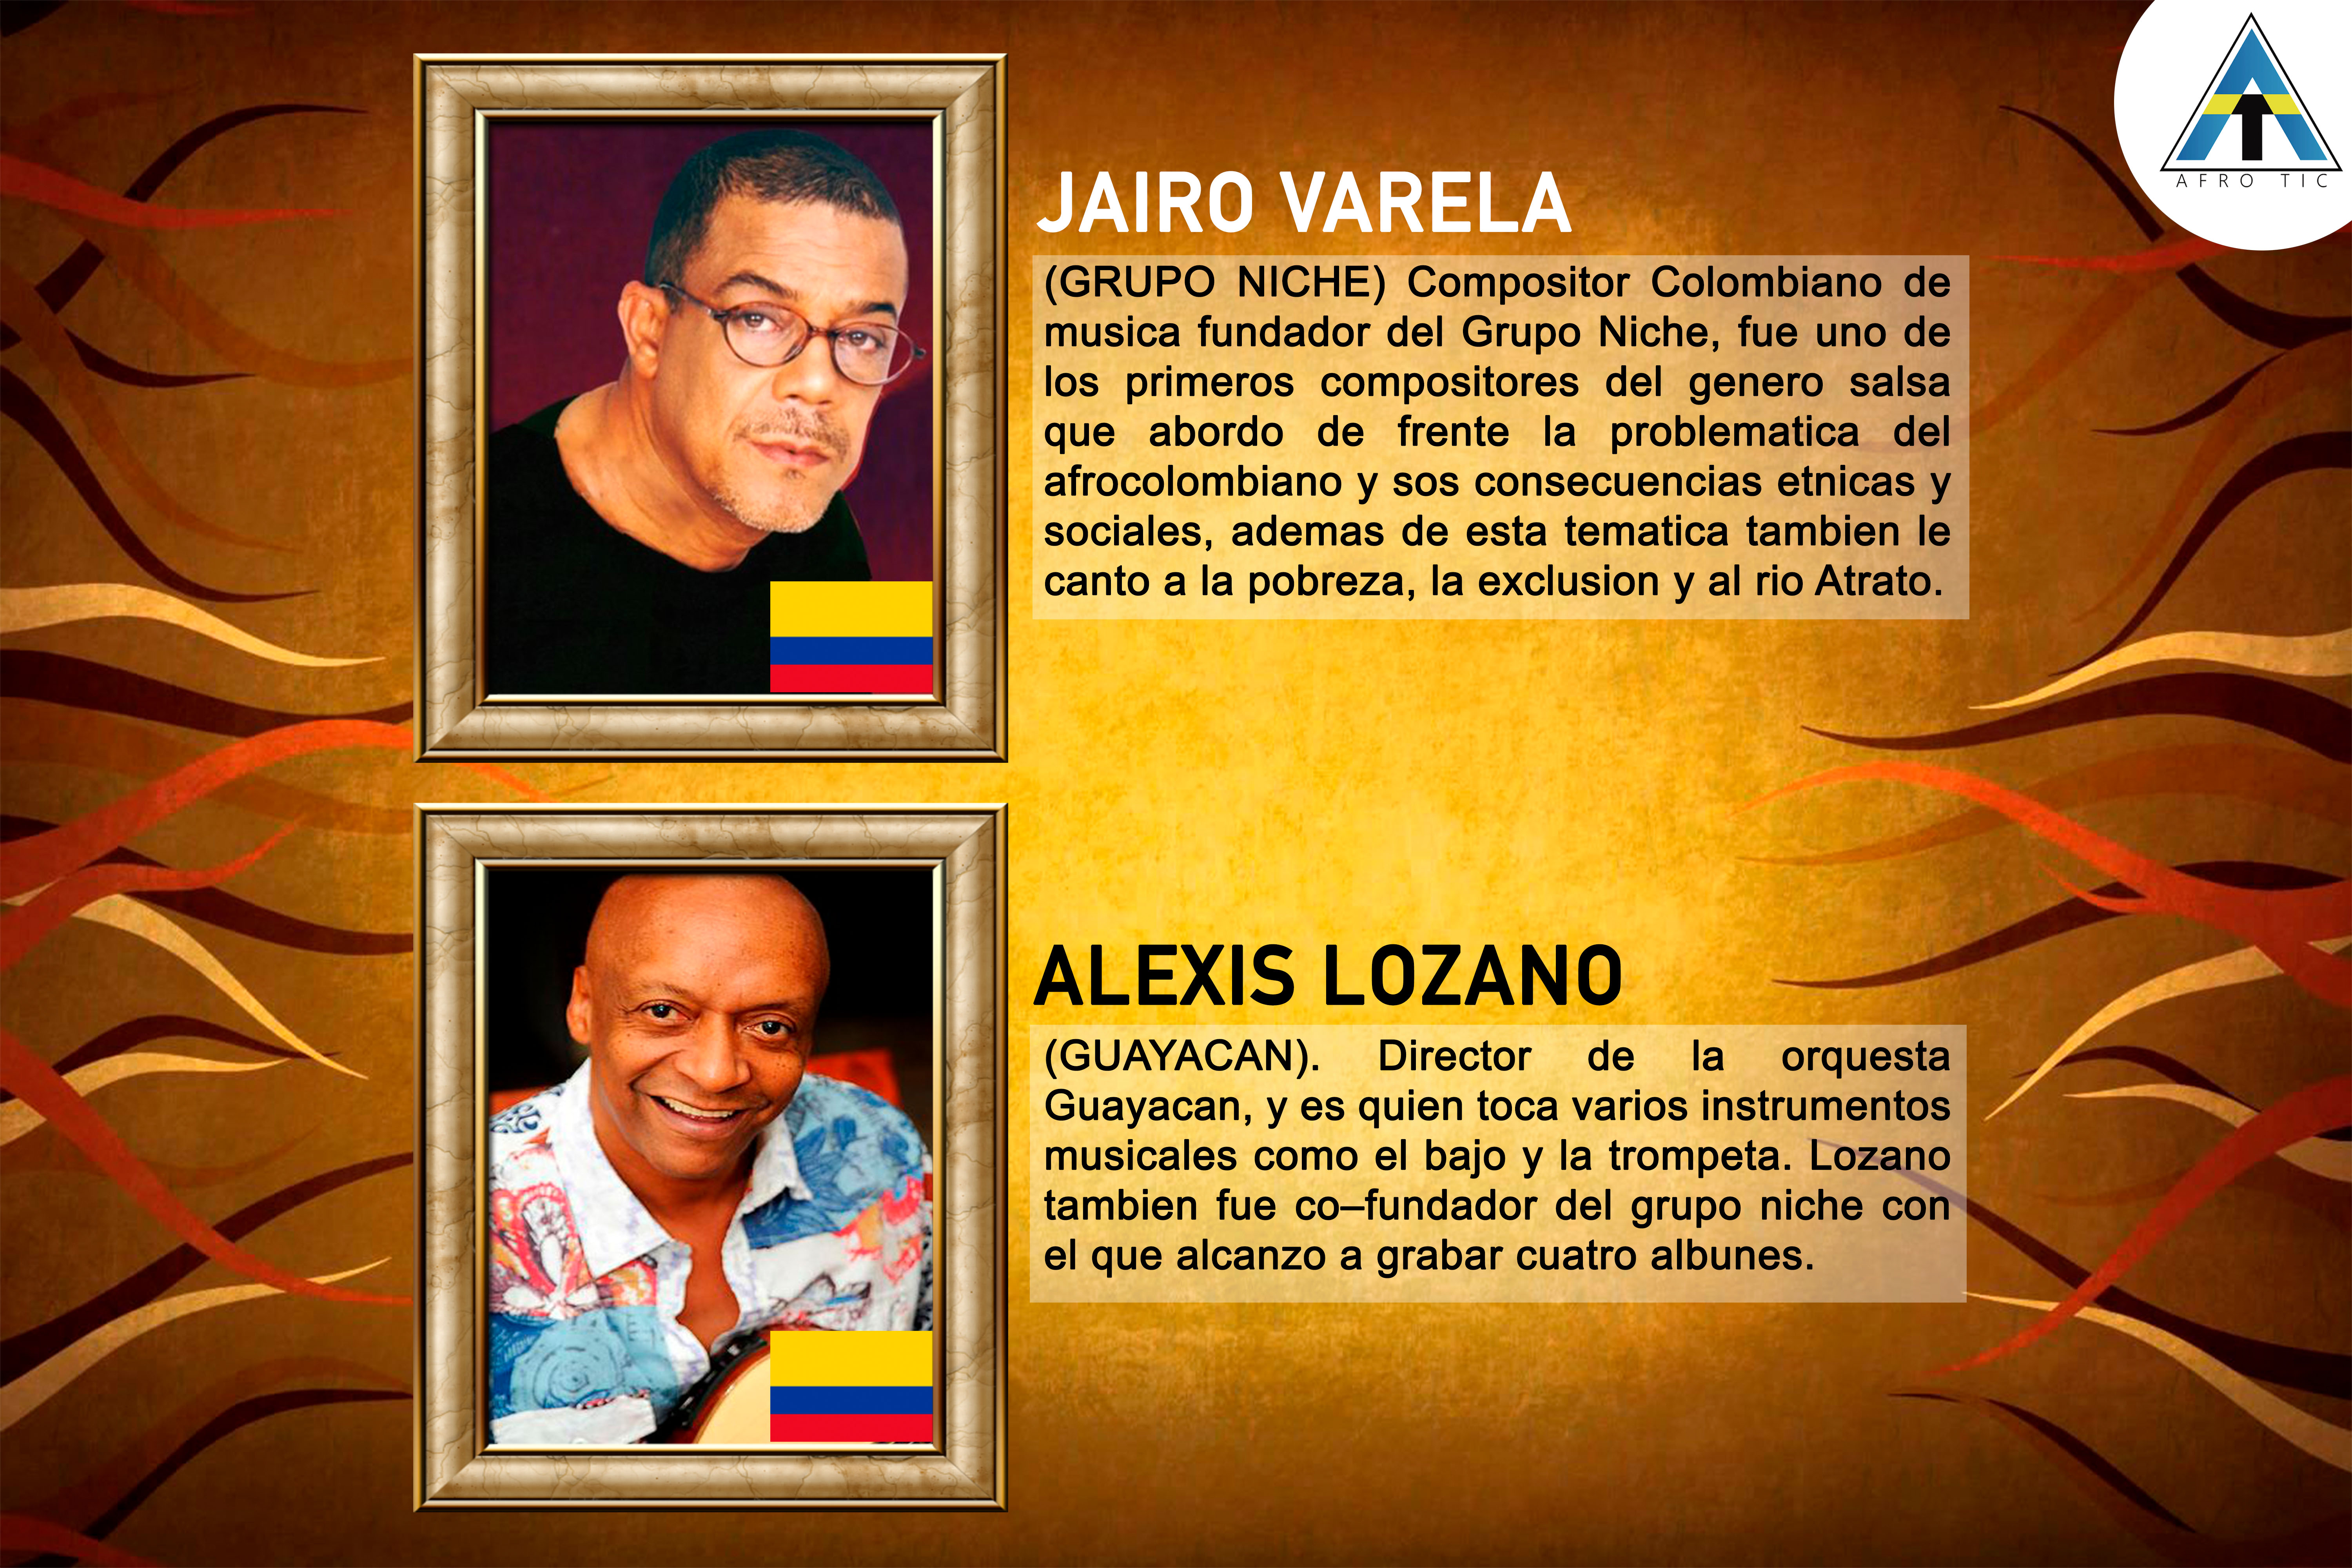 AFRO TIC
JAIRO VARELA
(GRUPO NICHE) Compositor Colombiano de
musica fundador del Grupo Niche, fue uno de
los primeros compositores del genero salsa
que abordo de frente la problematica del
afrocolombiano y sos consecuencias etnicas y
sociales, ademas de esta tematica tambien le
canto a la pobreza, la exclusion y al rio Atrato.
ALEXIS LOZANO
(GUAYACAN). Director de la orquesta
Guayacan, y es quien toca varios instrumentos
musicales como el bajo y la trompeta. Lozano
tambien fue co–fundador del grupo niche con
el que alcanzo a grabar cuatro albunes.